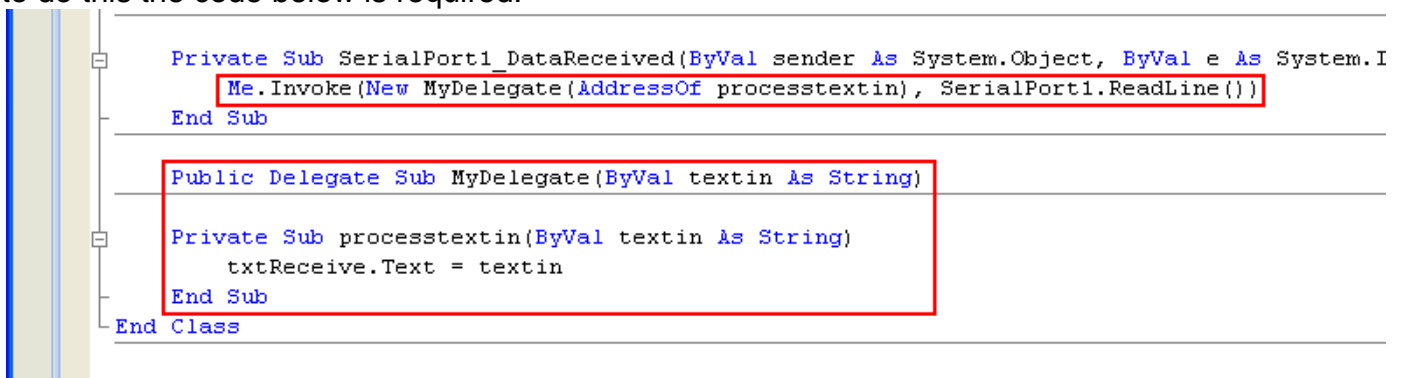 to do this the code below is required.
Private Sub SerialPort1_DataReceived(ByVal sender As System.Object, ByVal e As System.I
Me.Invoke(New MyDelegate(AddressOf processtextin), SerialPort1.ReadLine())
End Sub
Public Delegate Sub MyDelegate(ByVal textin As String)
Private Sub processtextin(ByVal textin As String)
txtReceive.Text = textin
End Sub
End Class